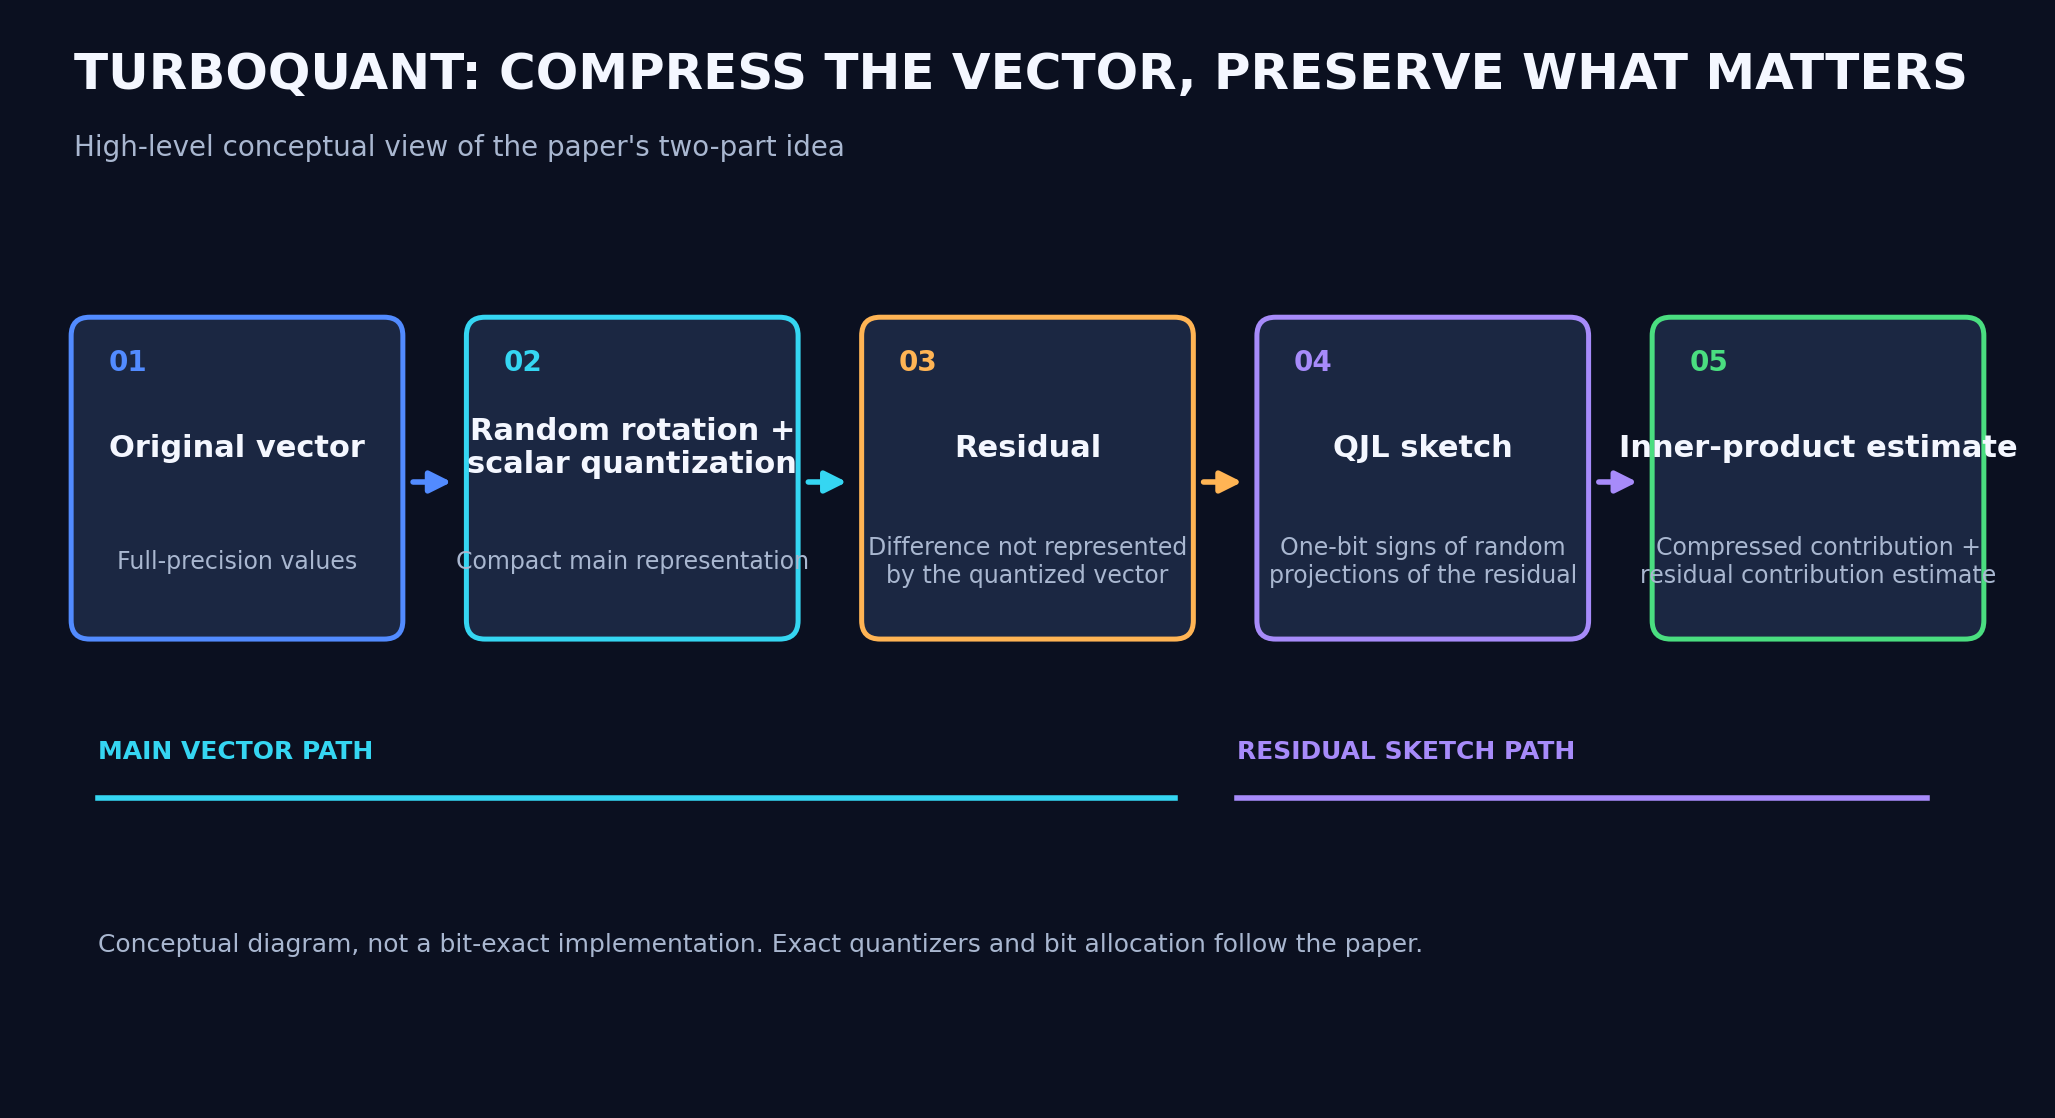 TURBOQUANT: COMPRESS THE VECTOR, PRESERVE WHAT MATTERS
High-level conceptual view of the paper's two-part idea
01
Original vector
Full-precision values
02
Random rotation +
scalar quantization
Compact main representation
03
Residual
Difference not represented
by the quantized vector
04
QJL sketch
One-bit signs of random
projections of the residual
05
Inner-product estimate
Compressed contribution +
residual contribution estimate
MAIN VECTOR PATH
RESIDUAL SKETCH PATH
Conceptual diagram, not a bit-exact implementation. Exact quantizers and bit allocation follow the paper.